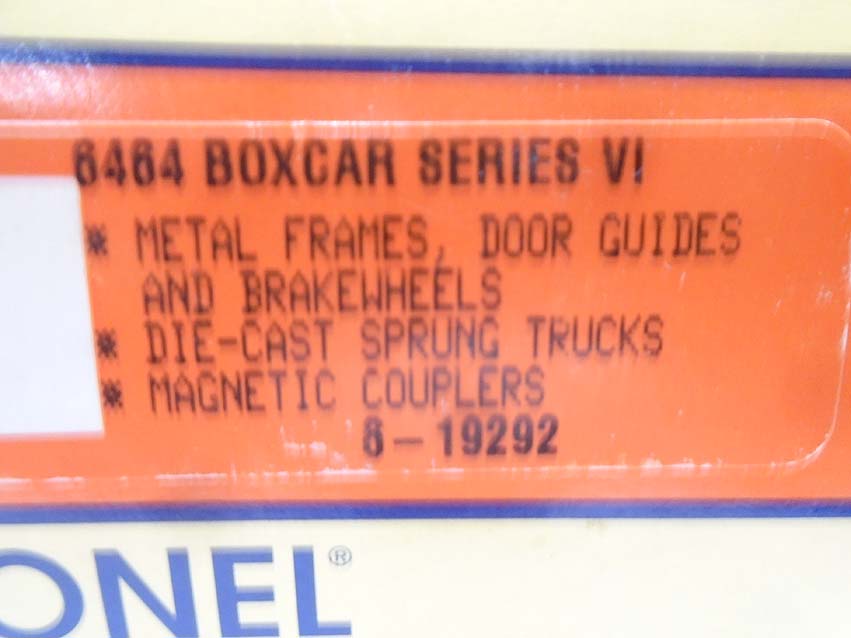 6464 BOXCAR SERIES VI
* METAL FRAMES, DOOR GUIDES
AND BRAKEWHEELS
* DIE-CAST SPRUNG TRUCKS
* MAGNETIC COUPLERS
6-19292
ONEL®